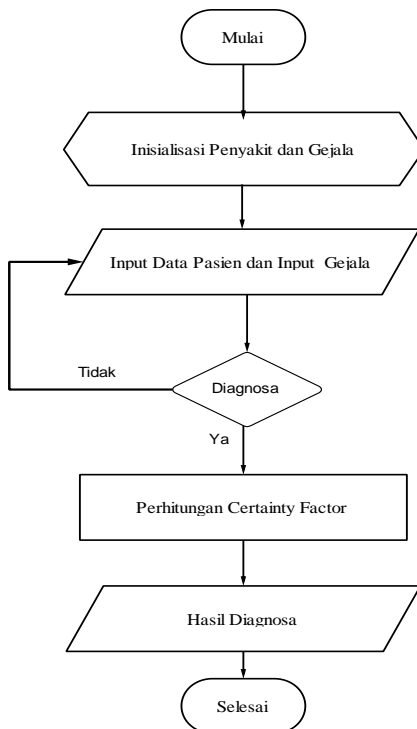 Mulai
Inisialisasi Penyakit dan Gejala
Input Data Pasien dan Input Gejala
Tidak
Diagnosa
Ya
Perhitungan Certainty Factor
Hasil Diagnosa
Selesai